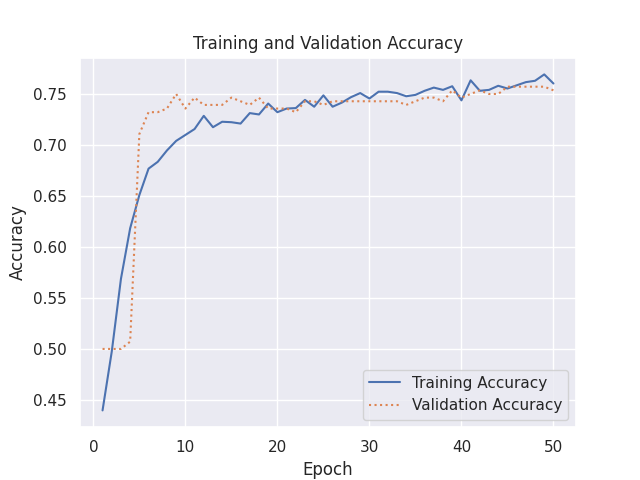 Training and Validation Accuracy
Accuracy
0.75
0.70
0.65
0.60
0.55
0.50
0.45
Training Accuracy
Validation Accuracy
0
10
20
30
40
50
Epoch